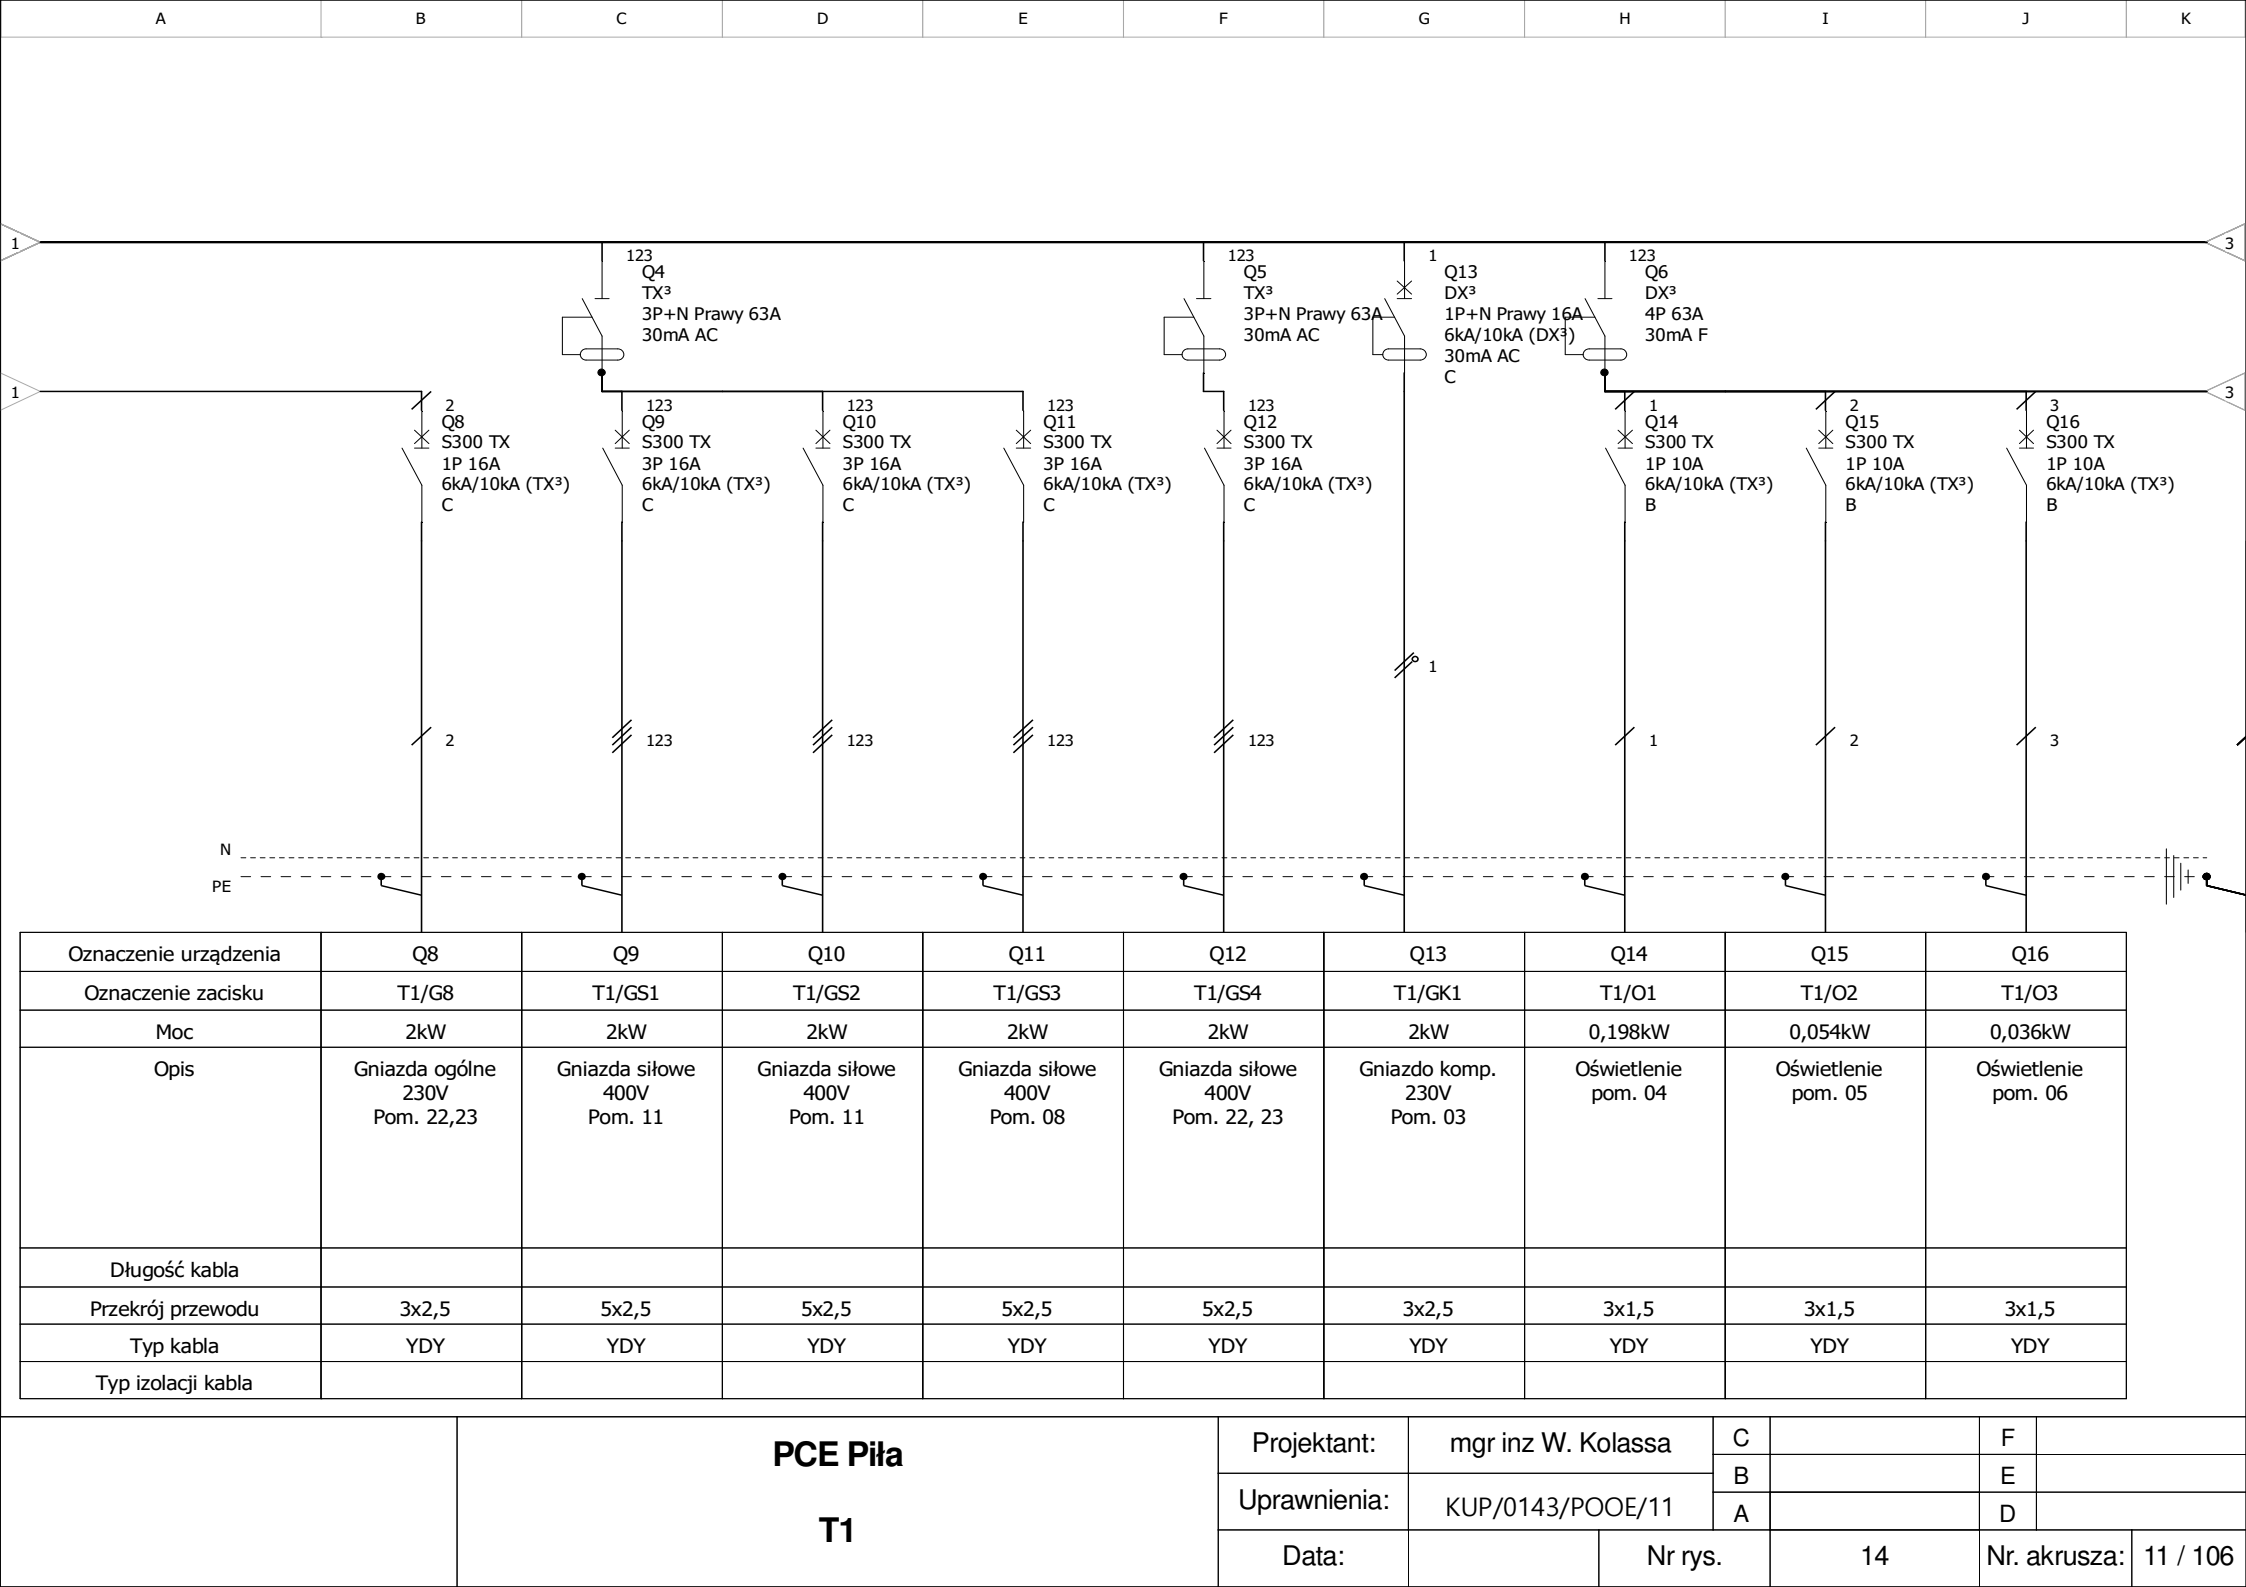 A B C D E F G H I J K
1 3
123
Q4
TX³
3P+N Prawy 63A
30mA AC
123
Q5
TX³
3P+N Prawy 63A
30mA AC
1
Q13
DX³
1P+N Prawy 16A
6kA/10kA (DX³)
30mA AC
C
123
Q6
DX³
4P 63A
30mA F
1 3
2
Q8
S300 TX
1P 16A
6kA/10kA (TX³)
C
123
Q9
S300 TX
3P 16A
6kA/10kA (TX³)
C
123
Q10
S300 TX
3P 16A
6kA/10kA (TX³)
C
123
Q11
S300 TX
3P 16A
6kA/10kA (TX³)
C
123
Q12
S300 TX
3P 16A
6kA/10kA (TX³)
C
1
Q14
S300 TX
1P 10A
6kA/10kA (TX³)
B
2
Q15
S300 TX
1P 10A
6kA/10kA (TX³)
B
3
Q16
S300 TX
1P 10A
6kA/10kA (TX³)
B
1
2 123 123 123 123 1 2 3
N
PE
Oznaczenie urządzenia Q8 Q9 Q10 Q11 Q12 Q13 Q14 Q15 Q16
Oznaczenie zacisku T1/G8 T1/GS1 T1/GS2 T1/GS3 T1/GS4 T1/GK1 T1/O1 T1/O2 T1/O3
Moc 2kW 2kW 2kW 2kW 2kW 2kW 0,198kW 0,054kW 0,036kW
Opis Gniazda ogólne Gniazda siłowe Gniazda siłowe Gniazda siłowe Gniazda siłowe Gniazdo komp. Oświetlenie Oświetlenie Oświetlenie
230V 400V 400V 400V 400V 230V pom. 04 pom. 05 pom. 06
Pom. 22,23 Pom. 11 Pom. 11 Pom. 08 Pom. 22, 23 Pom. 03
Długość kabla
Przekrój przewodu 3x2,5 5x2,5 5x2,5 5x2,5 5x2,5 3x2,5 3x1,5 3x1,5 3x1,5
Typ kabla YDY YDY YDY YDY YDY YDY YDY YDY YDY
Typ izolacji kabla
PCE Piła
T1
Projektant: mgr inz W. Kolassa
Uprawnienia: KUP/0143/POOE/11
C F
B E
A D
Data: Nr rys. 14 Nr. akrusza: 11 / 106